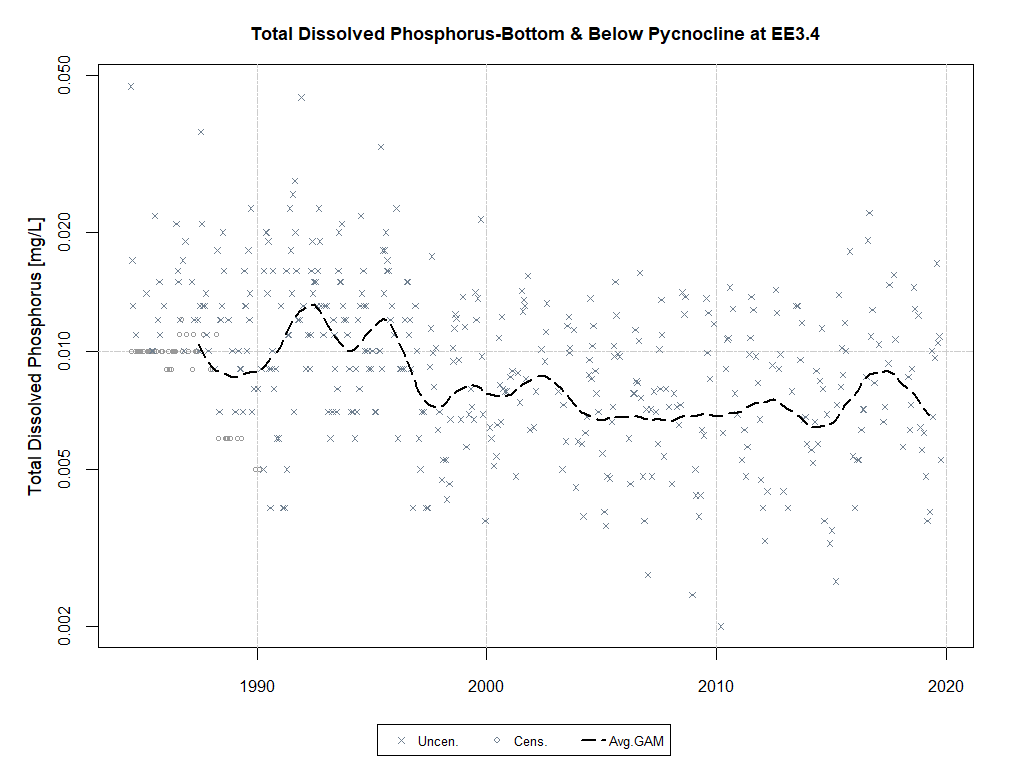 Total Dissolved Phosphorus-Bottom & Below Pycnocline at EE3.4
Total Dissolved Phosphorus [mg/L]
0.050
0.020
0.010
0.005
0.002
1990 2000 2010 2020
Uncen. Cens. Avg.GAM